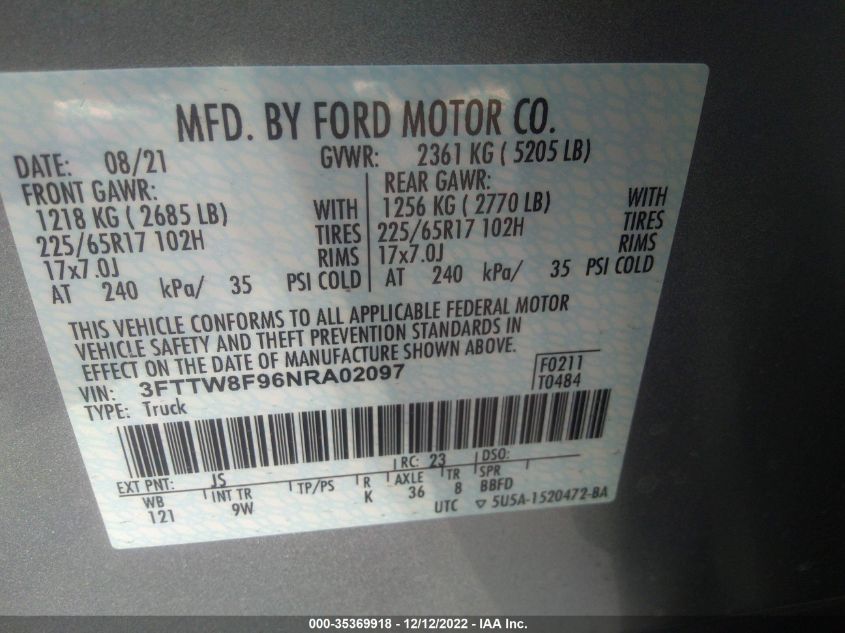 MFD. BY FORD MOTOR CO.
DATE: 08/21 GVWR: 2361 KG ( 5205 LB)
FRONT GAWR: REAR GAWR:
1218 KG ( 2685 LB) WITH 1256 KG ( 2770 LB) WITH
225/65R17 102H TIRES 225/65R17 102H TIRES
17x7.0J RIMS 17x7.0J RIMS
AT 240 kPa/ 35 PSI COLD AT 240 kPa/ 35 PSI COLD
THIS VEHICLE CONFORMS TO ALL APPLICABLE FEDERAL MOTOR
VEHICLE SAFETY AND THEFT PREVENTION STANDARDS IN
EFFECT ON THE DATE OF MANUFACTURE SHOWN ABOVE.
VIN: 3FTTW8F96NRA02097 F0211
TYPE: Truck T0484
EXT PNT: JS RC: 23 DSO:
WB INT TR TP/PS R AXLE TR SPR
121 9W K 36 8 BBFD
UTC ▽ 5U5A-1520472-BA
000-35369918 - 12/12/2022 - IAA Inc.